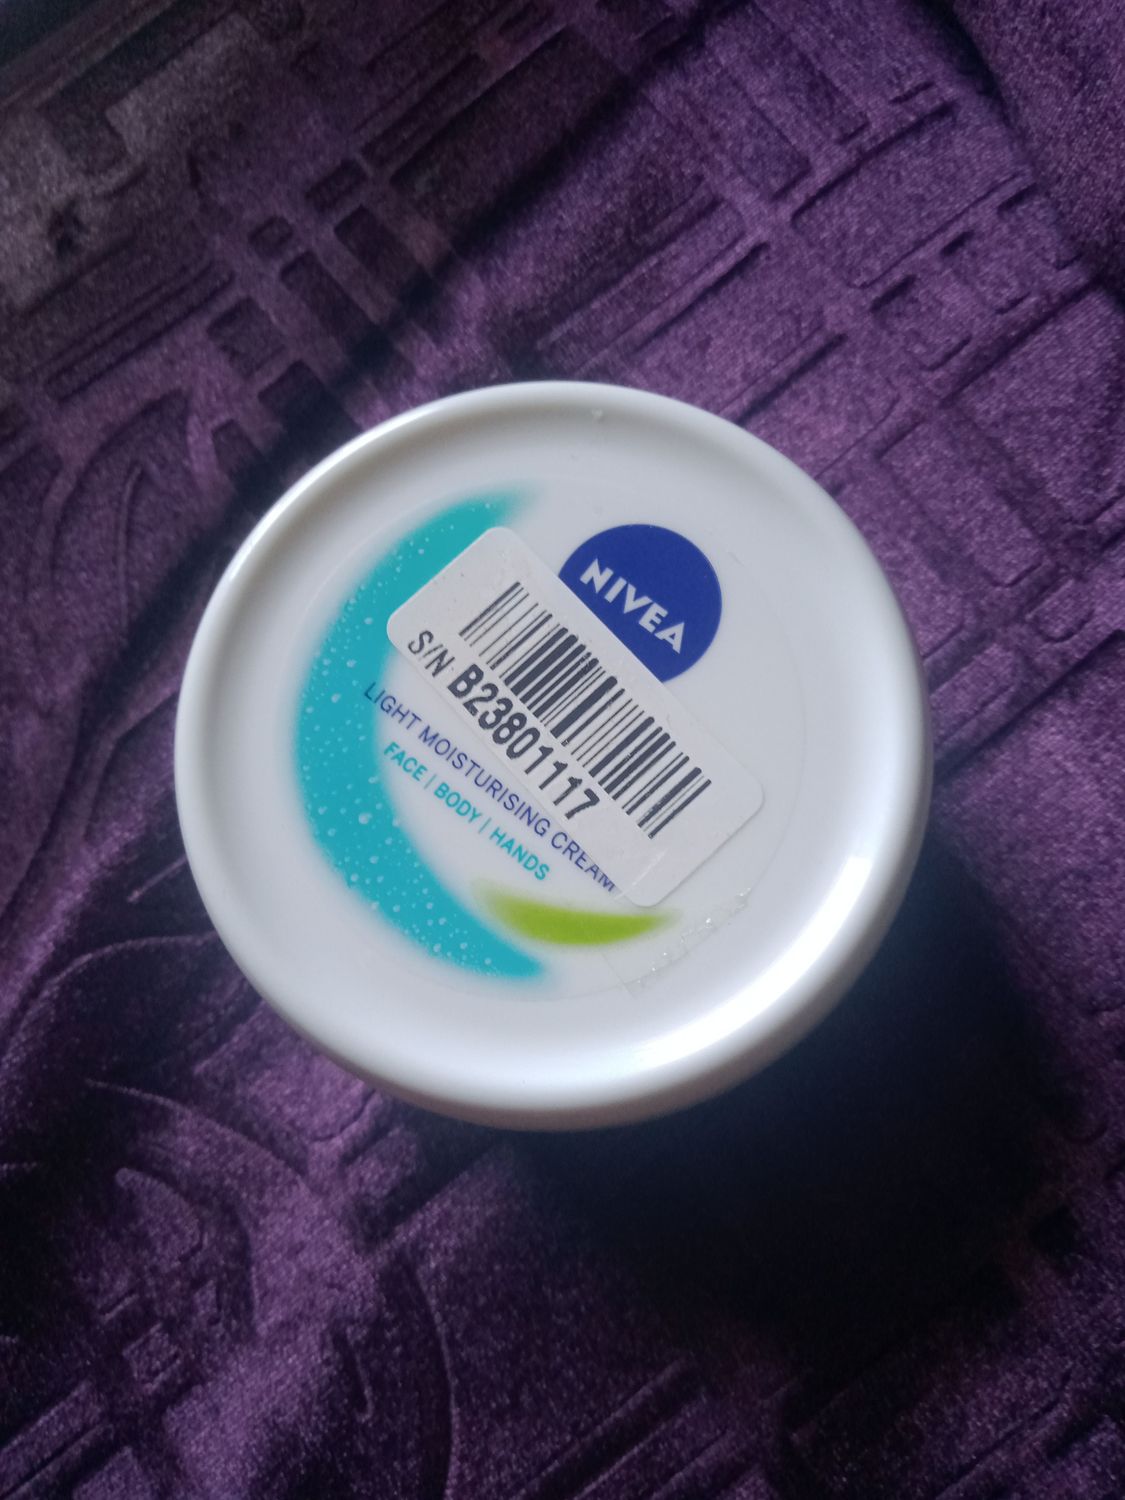 NIVEA
S/N B23801117
LIGHT MOISTURISING CREAM
FACE | BODY | HANDS